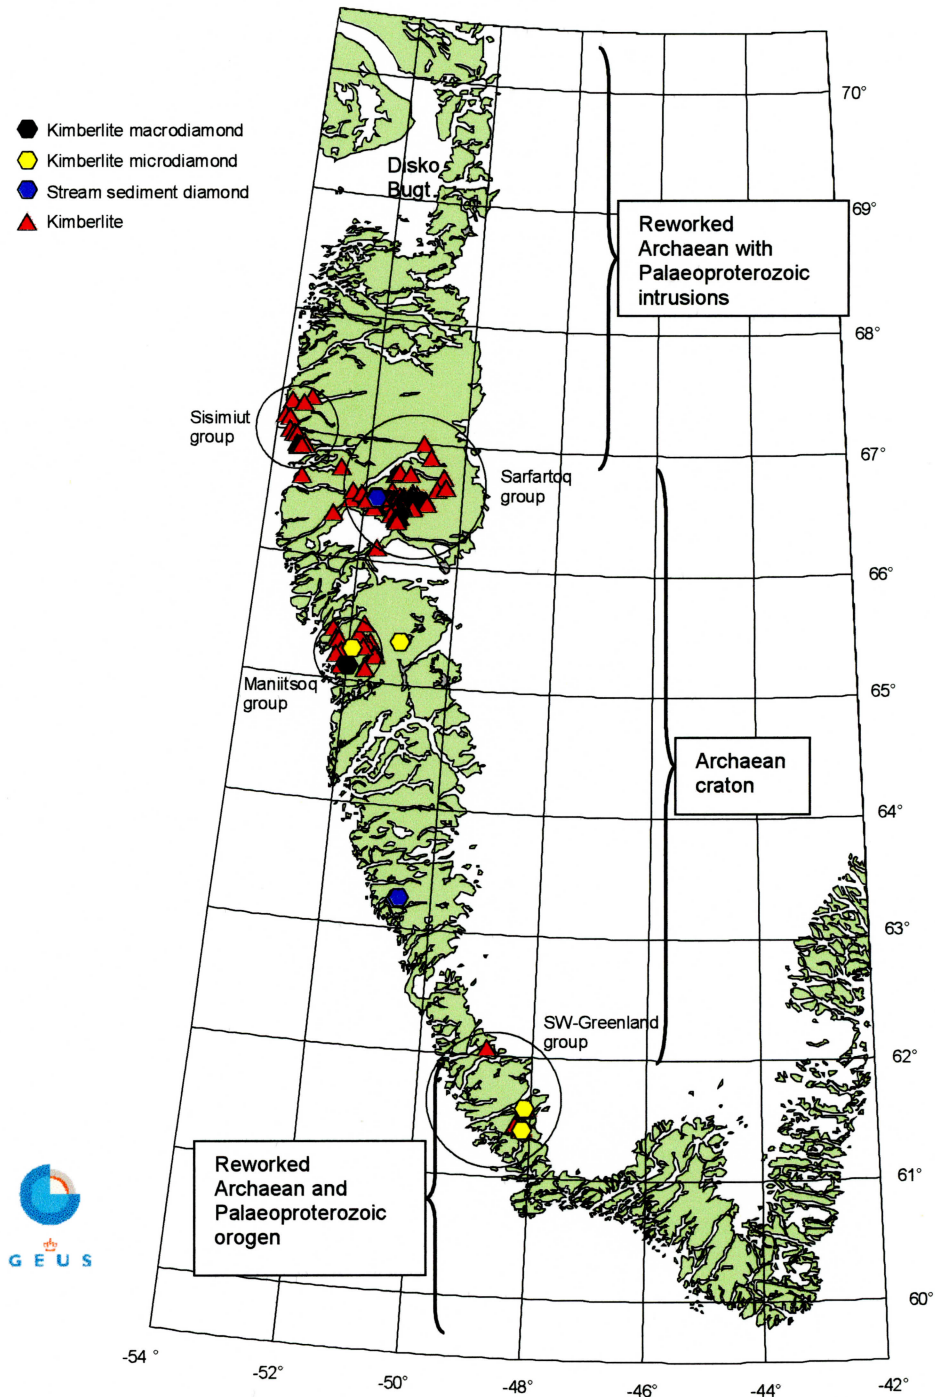 Kimberlite macrodiamond
Kimberlite microdiamond
Stream sediment diamond
Kimberlite
Disko
Bugt
70°
69°
Reworked
Archaean with
Palaeoproterozoic
intrusions
68°
Sisimiut
group
67°
Sarfartoq
group
66°
Maniitsoq
group
65°
Archaean
craton
64°
63°
SW-Greenland
group
62°
61°
Reworked
Archaean and
Palaeoproterozoic
orogen
GEUS
60°
-54 °
-52°
-50°
-48°
-46°
-44°
-42°